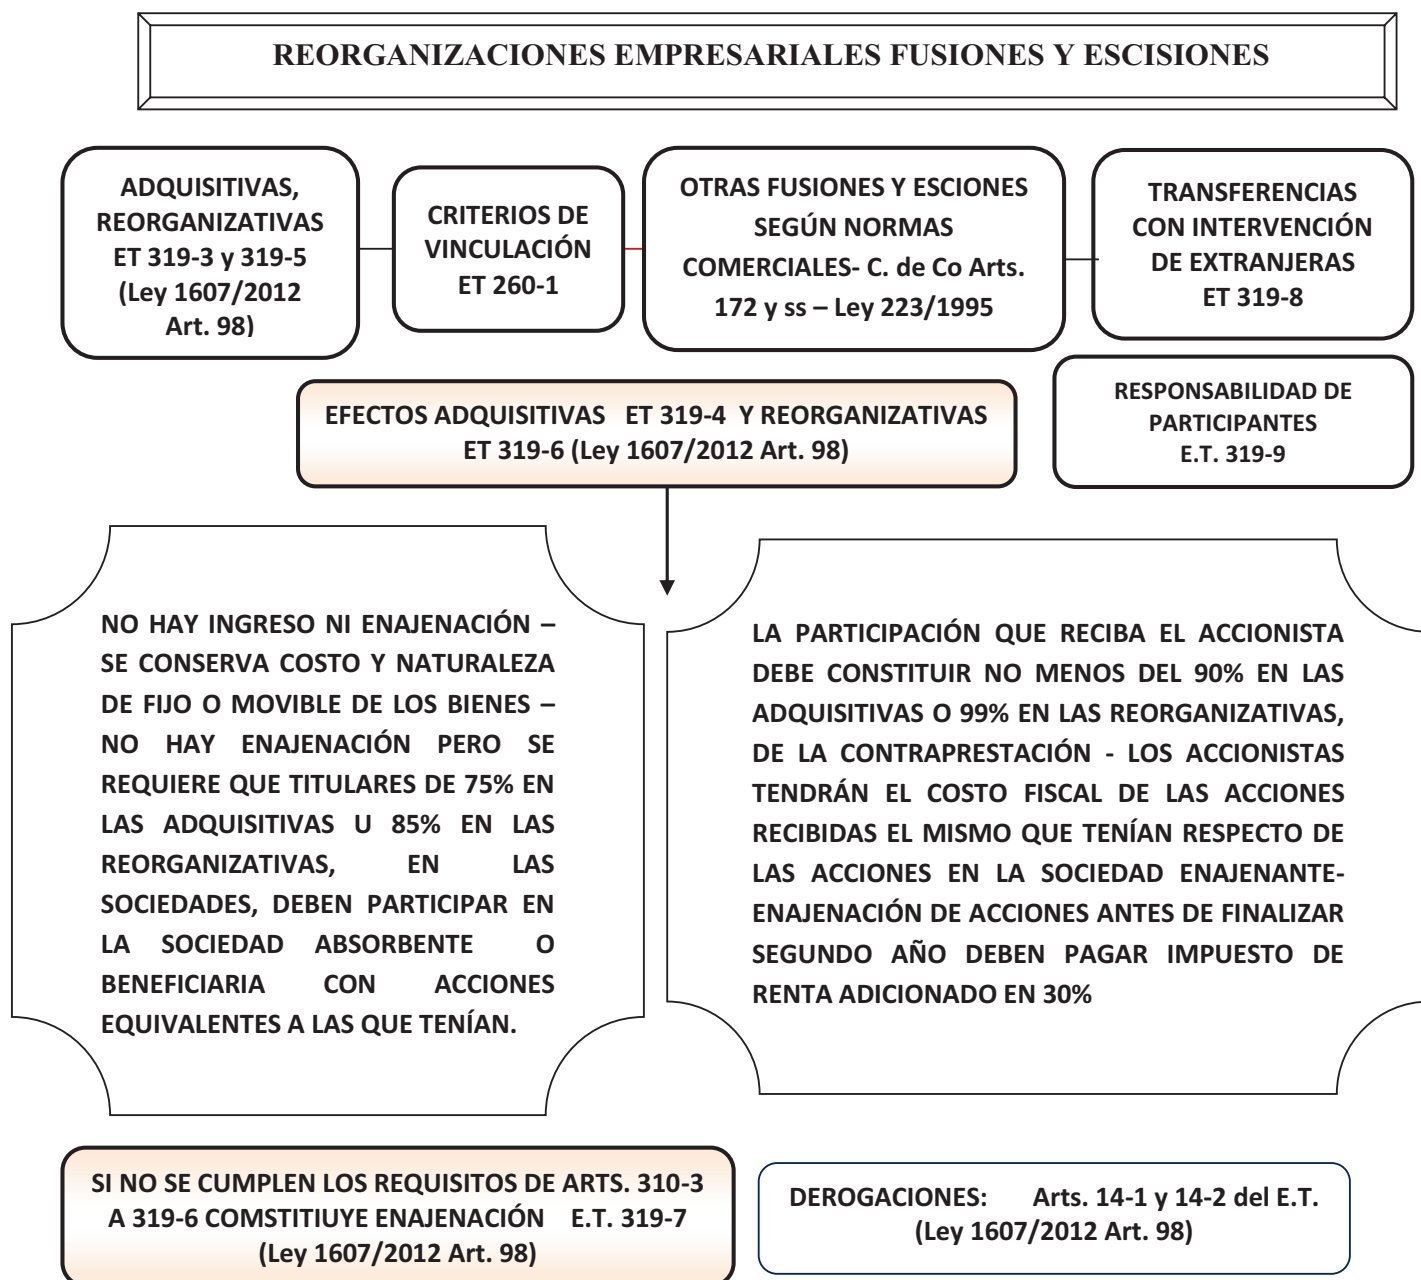 REORGANIZACIONES EMPRESARIALES FUSIONES Y ESCISIONES
ADQUISITIVAS,
REORGANIZATIVAS
ET 319-3 y 319-5
(Ley 1607/2012
Art. 98)
CRITERIOS DE
VINCULACIÓN
ET 260-1
OTRAS FUSIONES Y ESCIONES
SEGÚN NORMAS
COMERCIALES- C. de Co Arts.
172 y ss – Ley 223/1995
TRANSFERENCIAS
CON INTERVENCIÓN
DE EXTRANJERAS
ET 319-8
EFECTOS ADQUISITIVAS ET 319-4 Y REORGANIZATIVAS
ET 319-6 (Ley 1607/2012 Art. 98)
RESPONSABILIDAD DE
PARTICIPANTES
E.T. 319-9
NO HAY INGRESO NI ENAJENACIÓN –
SE CONSERVA COSTO Y NATURALEZA
DE FIJO O MOVIBLE DE LOS BIENES –
NO HAY ENAJENACIÓN PERO SE
REQUIERE QUE TITULARES DE 75% EN
LAS ADQUISITIVAS U 85% EN LAS
REORGANIZATIVAS, EN LAS
SOCIEDADES, DEBEN PARTICIPAR EN
LA SOCIEDAD ABSORBENTE O
BENEFICIARIA CON ACCIONES
EQUIVALENTES A LAS QUE TENÍAN.
LA PARTICIPACIÓN QUE RECIBA EL ACCIONISTA
DEBE CONSTITUIR NO MENOS DEL 90% EN LAS
ADQUISITIVAS O 99% EN LAS REORGANIZATIVAS,
DE LA CONTRAPRESTACIÓN - LOS ACCIONISTAS
TENDRÁN EL COSTO FISCAL DE LAS ACCIONES
RECIBIDAS EL MISMO QUE TENÍAN RESPECTO DE
LAS ACCIONES EN LA SOCIEDAD ENAJENANTE-
ENAJENACIÓN DE ACCIONES ANTES DE FINALIZAR
SEGUNDO AÑO DEBEN PAGAR IMPUESTO DE
RENTA ADICIONADO EN 30%
SI NO SE CUMPLEN LOS REQUISITOS DE ARTS. 310-3
A 319-6 COMSTITIUYE ENAJENACIÓN E.T. 319-7
(Ley 1607/2012 Art. 98)
DEROGACIONES: Arts. 14-1 y 14-2 del E.T.
(Ley 1607/2012 Art. 98)